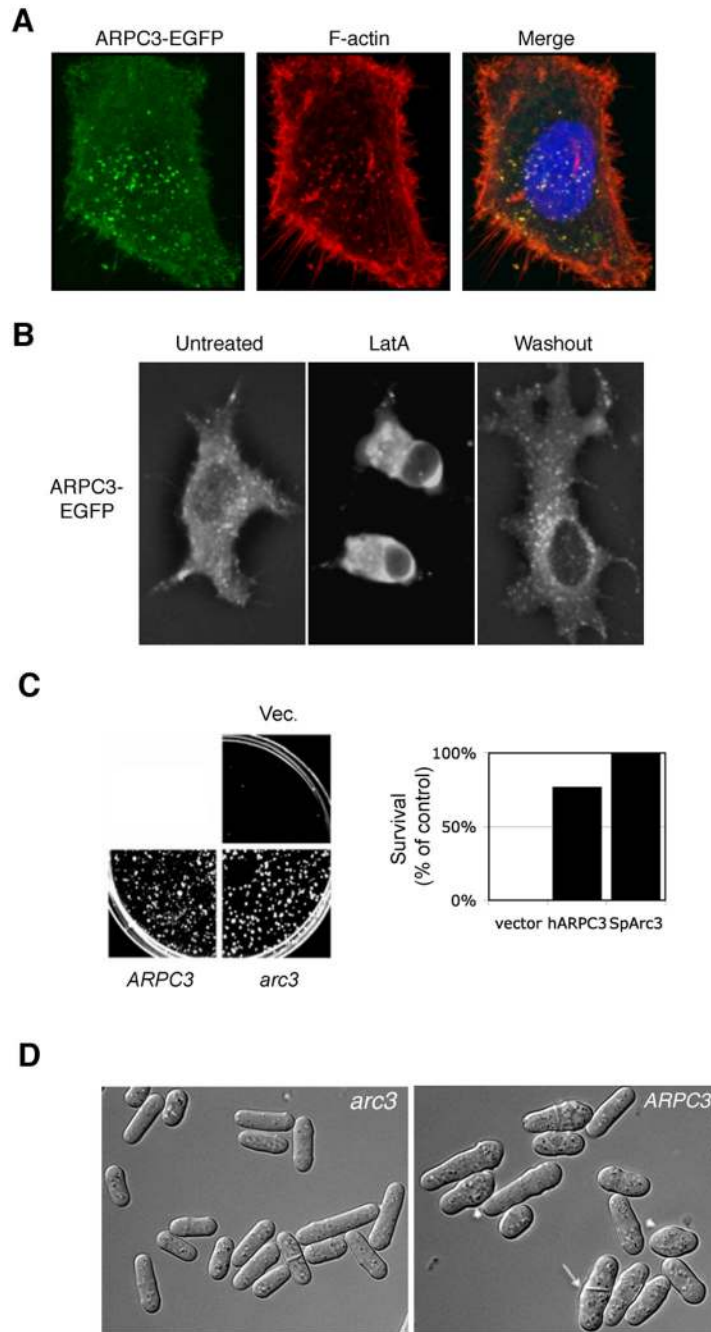 A
ARPC3-EGFP F-actin Merge
B
Untreated LatA Washout
ARPC3-
EGFP
C
Vec.
ARPC3 arc3
Survival
(% of control)
100%
50%
0%
vector hARPC3 SpArc3
D
arc3 ARPC3